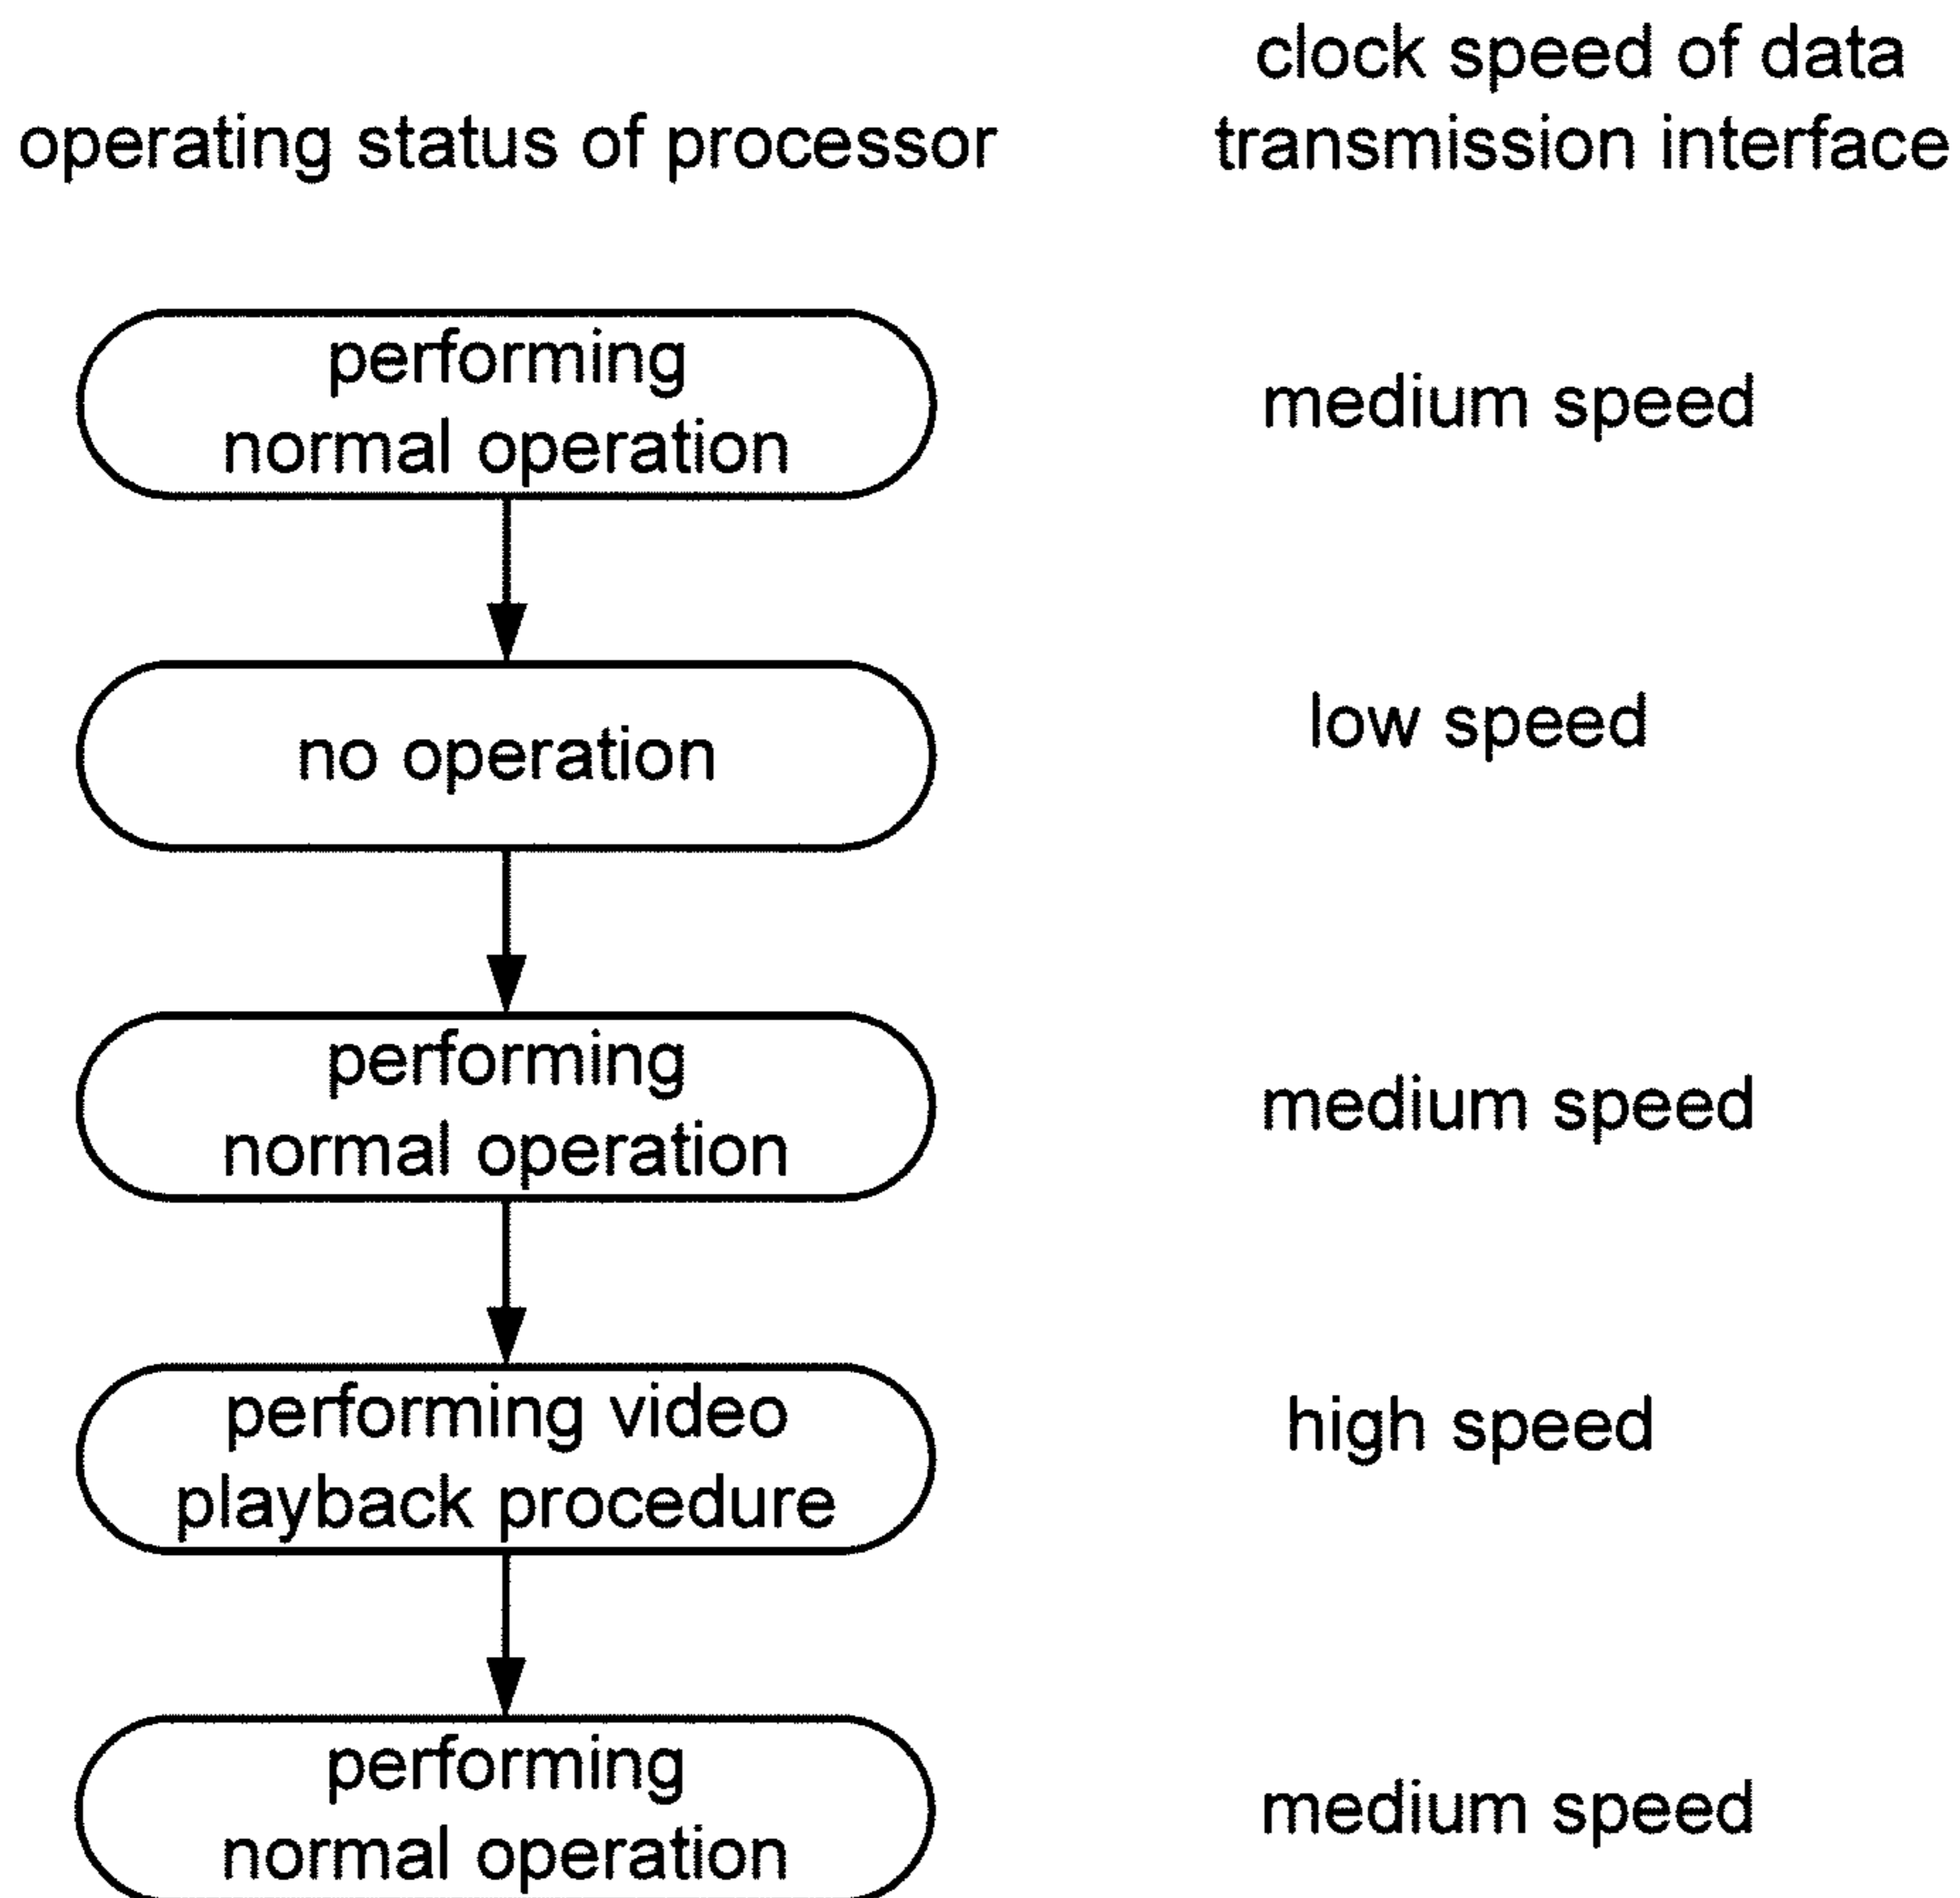 clock speed of data
operating status of processor
transmission interface
performing
normal operation
medium speed
no operation
low speed
performing
normal operation
medium speed
performing video
playback procedure
high speed
performing
normal operation
medium speed